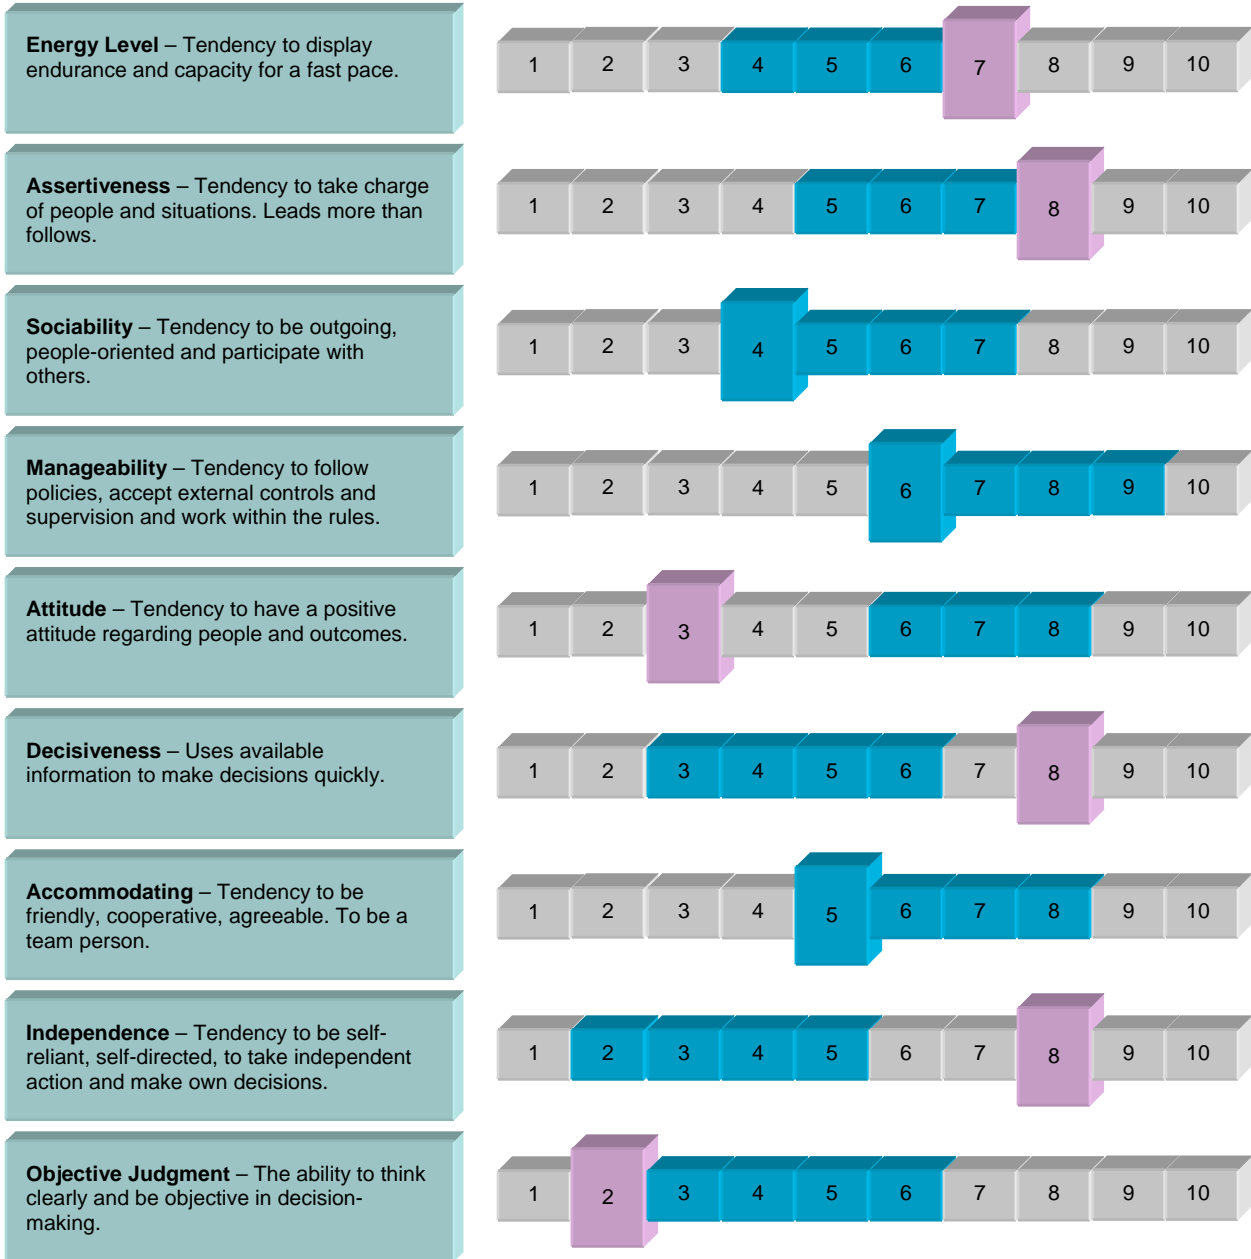 Energy Level – Tendency to display
endurance and capacity for a fast pace.
1 2 3 4 5 6 7 8 9 10
Assertiveness – Tendency to take charge
of people and situations. Leads more than
follows.
1 2 3 4 5 6 7 8 9 10
Sociability – Tendency to be outgoing,
people-oriented and participate with
others.
1 2 3 4 5 6 7 8 9 10
Manageability – Tendency to follow
policies, accept external controls and
supervision and work within the rules.
1 2 3 4 5 6 7 8 9 10
Attitude – Tendency to have a positive
attitude regarding people and outcomes.
1 2 3 4 5 6 7 8 9 10
Decisiveness – Uses available
information to make decisions quickly.
1 2 3 4 5 6 7 8 9 10
Accommodating – Tendency to be
friendly, cooperative, agreeable. To be a
team person.
1 2 3 4 5 6 7 8 9 10
Independence – Tendency to be self-
reliant, self-directed, to take independent
action and make own decisions.
1 2 3 4 5 6 7 8 9 10
Objective Judgment – The ability to think
clearly and be objective in decision-
making.
1 2 3 4 5 6 7 8 9 10